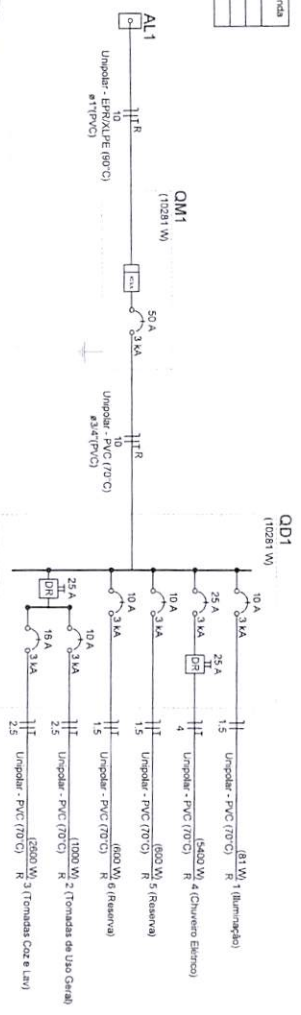 nda
AL1
T R
10
Unipolar - EPR/XLPE (90°C)
ø1"(PVC)
QM1
(10281 W)
50 A
3 kA
T R
10
Unipolar - PVC (70°C)
ø3/4"(PVC)
QD1
(10281 W)
10 A
3 kA
1.5
Unipolar - PVC (70°C)
(81 W)
R
1 (Iluminação)
25 A
3 kA
25 A
DR
T
4
Unipolar - PVC (70°C)
(5400 W)
R
4 (Chuveiro Elétrico)
10 A
3 kA
T
1.5
Unipolar - PVC (70°C)
(600 W)
R
5 (Reserva)
10 A
3 kA
T
1.5
Unipolar - PVC (70°C)
(600 W)
R
6 (Reserva)
25 A
DR
10 A
3 kA
T
2.5
Unipolar - PVC (70°C)
(1000 W)
R
2 (Tomadas de Uso Geral)
16 A
3 kA
T
2.5
Unipolar - PVC (70°C)
(2600 W)
R
3 (Tomadas Coz e Lav)